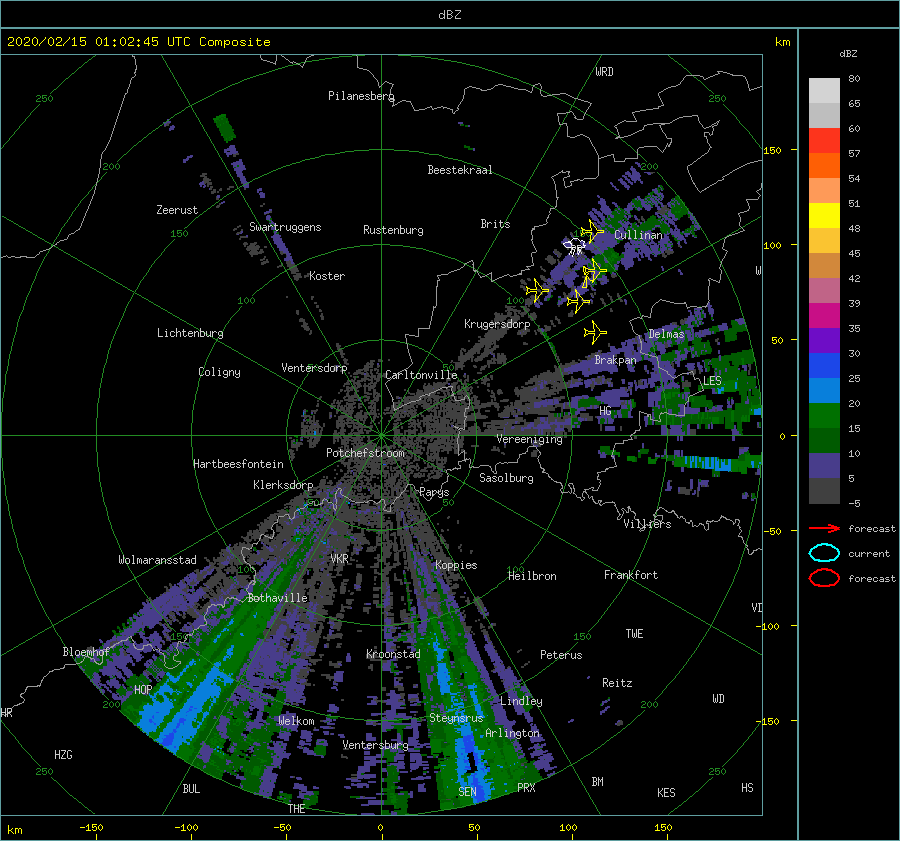 dBZ
2020/02/15 01:02:45 UTC Composite
km
dBZ
WRD
80
Pilanesberg
250
250
65
60
150
57
200
200
Beestekraal
54
Zeerust
51
Swartruggens
Rustenburg
Brits
Cullinan
150
48
100
45
W
Koster
42
100
100
39
Krugersdorp
35
Lichtenburg
Delmas
50
30
Ventersdorp
Brakpan
Coligny
Carltonville
50
LES
25
20
HG
15
Vereeniging
0
Potchefstroom
10
Hartbeesfontein
Klerksdorp
Sasolburg
5
Parys
50
50
-5
Villiers
forecast
-50
current
Wolmaransstad
VKR
Koppies
100
100
Heilbron
Frankfort
forecast
Bothaville
VI
-100
150
150
TWE
Bloemhof
Kroonstad
Peterus
HOP
Reitz
WD
HR
200
Lindley
200
Welkom
Steynsrus
-150
Arlington
HZG
Ventersburg
250
250
BUL
SEN
PRX
BM
KES
HS
THE
km
-150
-100
-50
0
50
100
150